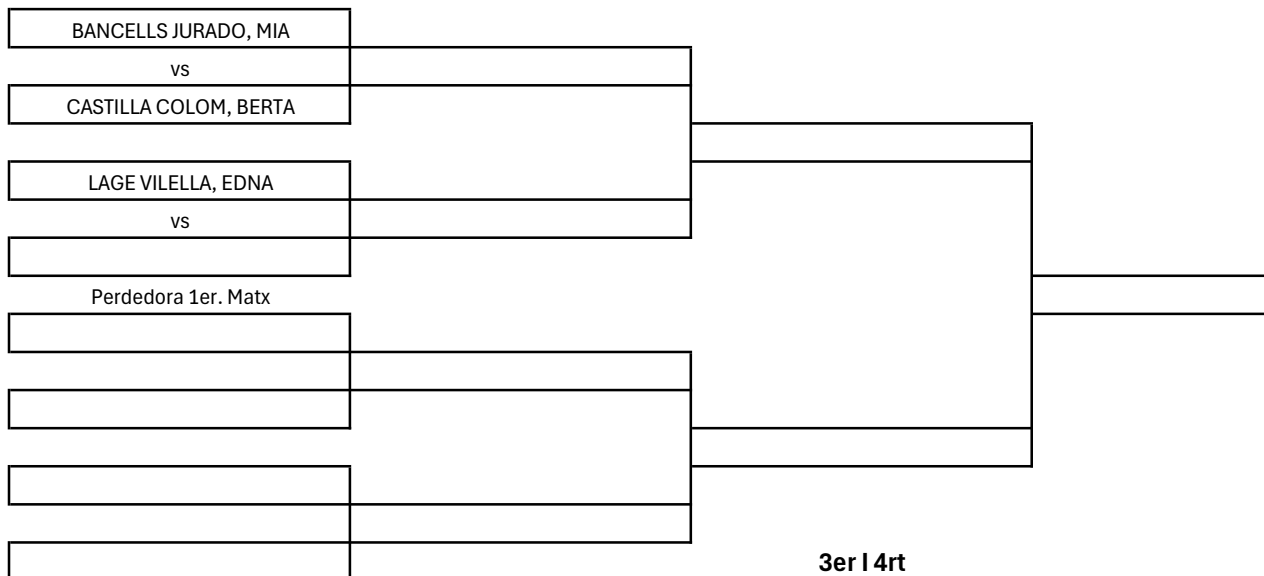 BANCELLS JURADO, MIA
vs
CASTILLA COLOM, BERTA
LAGE VILELLA, EDNA
vs
Perdedora 1er. Matx
3er I 4rt